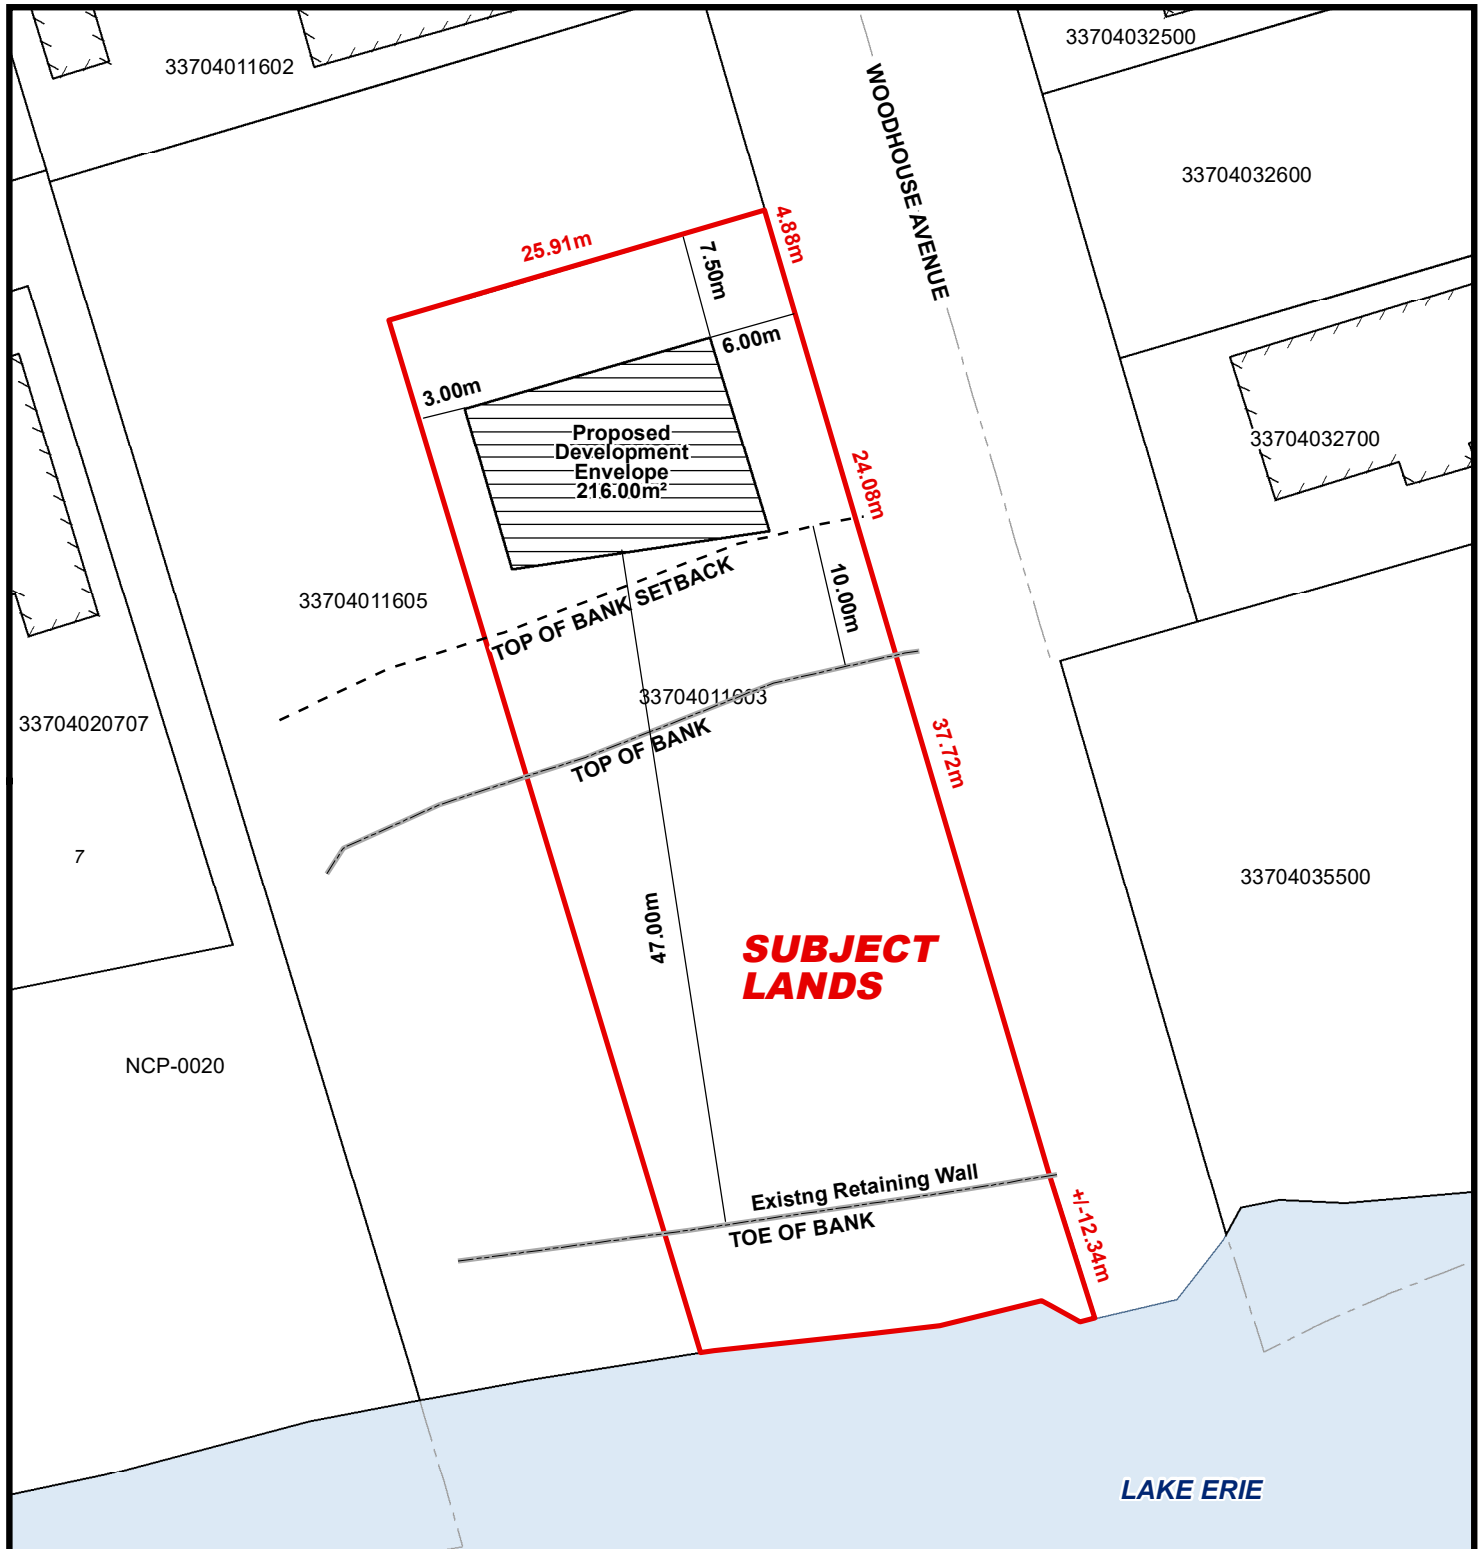 33704011602
33704032500
WOODHOUSE AVENUE
33704032600
4.88m
25.91m
7.50m
6.00m
3.00m
Proposed
Development
Envelope
216.00m²
33704032700
24.08m
10.00m
TOP OF BANK SETBACK
33704011605
33704011603
33704020707
TOP OF BANK
37.72m
7
33704035500
47.00m
SUBJECT
LANDS
NCP-0020
Existng Retaining Wall
TOE OF BANK
+/-12.34m
LAKE ERIE